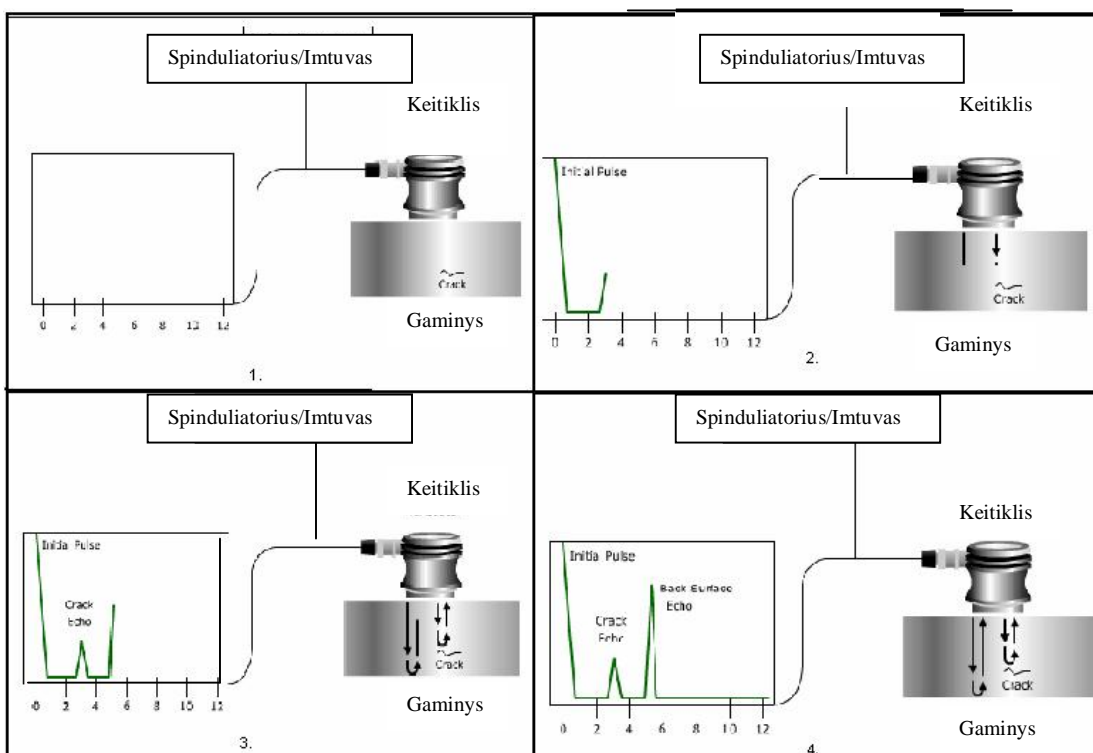 Spinduliatorius/Imtuvas
Keitiklis
Crack
0 2 4 6 8 10 12
Gaminys
1.
Spinduliatorius/Imtuvas
Keitiklis
Initial Pulse
Crack
0 2 4 6 8 10 12
Gaminys
2.
Spinduliatorius/Imtuvas
Keitiklis
Initial Pulse
Crack
Echo
Crack
0 2 4 6 8 10 12
Gaminys
3.
Spinduliatorius/Imtuvas
Keitiklis
Initial Pulse
Back Surface
Echo
Crack
Echo
Crack
0 2 4 6 8 10 12
Gaminys
4.